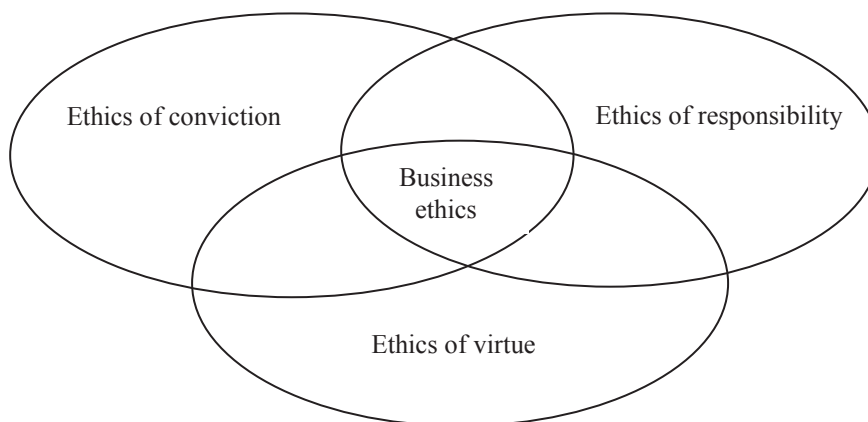 Ethics of conviction
Ethics of responsibility
Business
ethics
Ethics of virtue